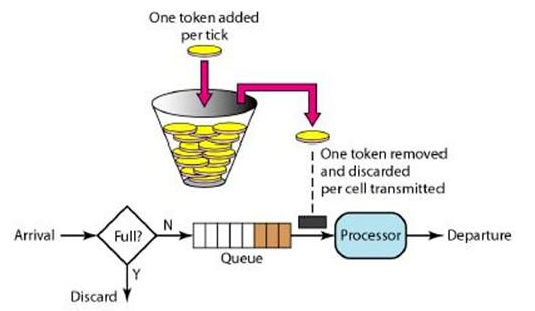 One token added
per tick
One token removed
and discarded
per cell transmitted
Arrival
Full?
N
Y
Discard
Queue
Processor
Departure